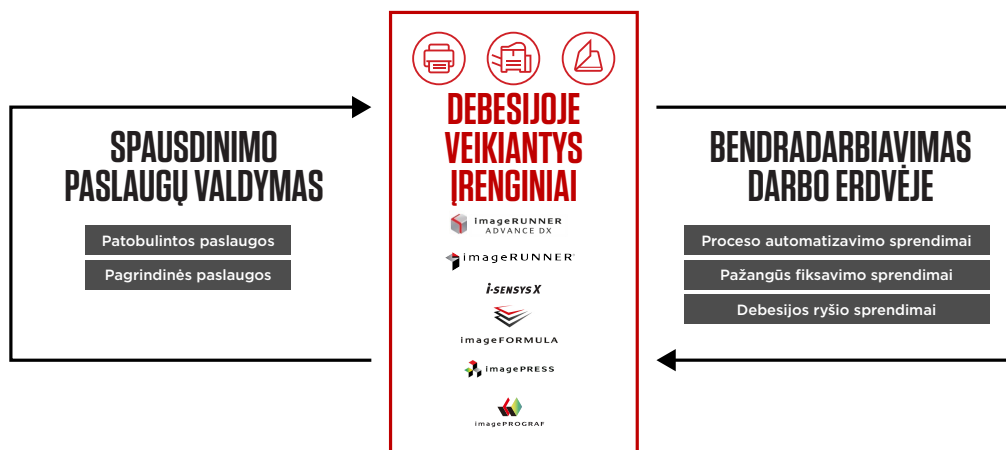 SPAUSDINIMO
PASLAUGŲ VALDYMAS
Patobulintos paslaugos
Pagrindinės paslaugos
DEBESIJOJE
VEIKIANTYS
ĮRENGINIAI
imageRUNNER
ADVANCE DX
imageRUNNER
i-SENSYS X
imageFORMULA
imagePRESS
imagePROGRAF
BENDRADARBIAVIMAS
DARBO ERDVĖJE
Proceso automatizavimo sprendimai
Pažangūs fiksavimo sprendimai
Debesijos ryšio sprendimai